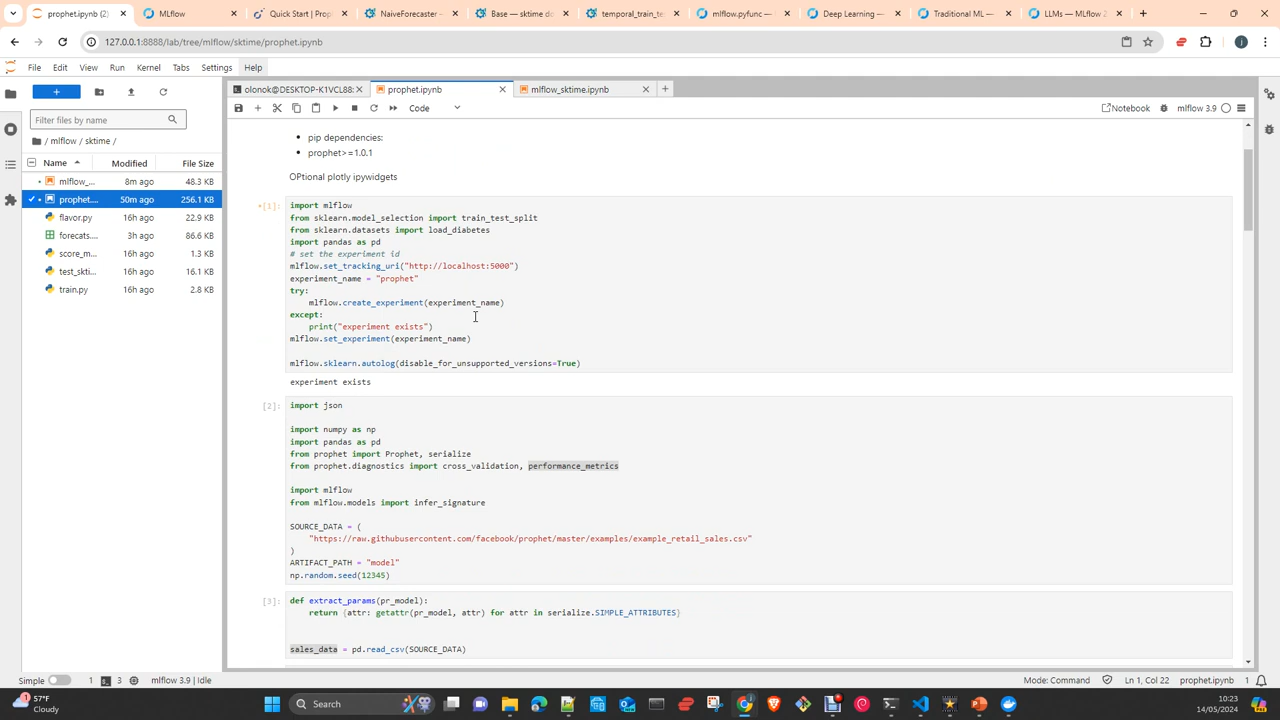 prophet.ipynb (2)
MLflow
Quick Start | Prop
NaiveForecaster —
Base — sktime do
temporal_train_te
mlflow.pyfunc —
Deep Learning —
Traditional ML —
LLMs — MLflow 2
127.0.0.1:8888/lab/tree/mlflow/sktime/prophet.ipynb
File Edit View Run Kernel Tabs Settings Help
olonok@DESKTOP-K1VCL88:
prophet.ipynb
mlflow_sktime.ipynb
Code
Notebook
mlflow 3.9
Filter files by name
/ mlflow / sktime /
Name Modified File Size
mlflow_... 8m ago 48.3 KB
prophet.... 50m ago 256.1 KB
flavor.py 16h ago 22.9 KB
forecats.... 3h ago 86.6 KB
score_m... 16h ago 1.3 KB
test_skti... 16h ago 16.1 KB
train.py 16h ago 2.8 KB
• pip dependencies:
• prophet>=1.0.1
OPtional plotly ipywidgets
[1]:
import mlflow
from sklearn.model_selection import train_test_split
from sklearn.datasets import load_diabetes
import pandas as pd
# set the experiment id
mlflow.set_tracking_uri("http://localhost:5000")
experiment_name = "prophet"
try:
    mlflow.create_experiment(experiment_name)
except:
    print("experiment exists")
mlflow.set_experiment(experiment_name)
mlflow.sklearn.autolog(disable_for_unsupported_versions=True)
experiment exists
[2]:
import json
import numpy as np
import pandas as pd
from prophet import Prophet, serialize
from prophet.diagnostics import cross_validation, performance_metrics
import mlflow
from mlflow.models import infer_signature
SOURCE_DATA = (
    "https://raw.githubusercontent.com/facebook/prophet/master/examples/example_retail_sales.csv"
)
ARTIFACT_PATH = "model"
np.random.seed(12345)
[3]:
def extract_params(pr_model):
    return {attr: getattr(pr_model, attr) for attr in serialize.SIMPLE_ATTRIBUTES}
sales_data = pd.read_csv(SOURCE_DATA)
Simple
1
3
mlflow 3.9 | Idle
Mode: Command
Ln 1, Col 22
prophet.ipynb
1
57°F
Cloudy
Search
10:23
14/05/2024